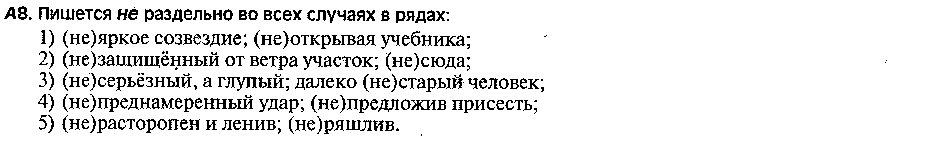 А8. Пишется не раздельно во всех случаях в рядах:
1) (не)яркое созвездие; (не)открывая учебника;
2) (не)защищённый от ветра участок; (не)сюда;
3) (не)серьёзный, а глупый; далеко (не)старый человек;
4) (не)преднамеренный удар; (не)предложив присесть;
5) (не)расторопен и ленив; (не)ряшлив.